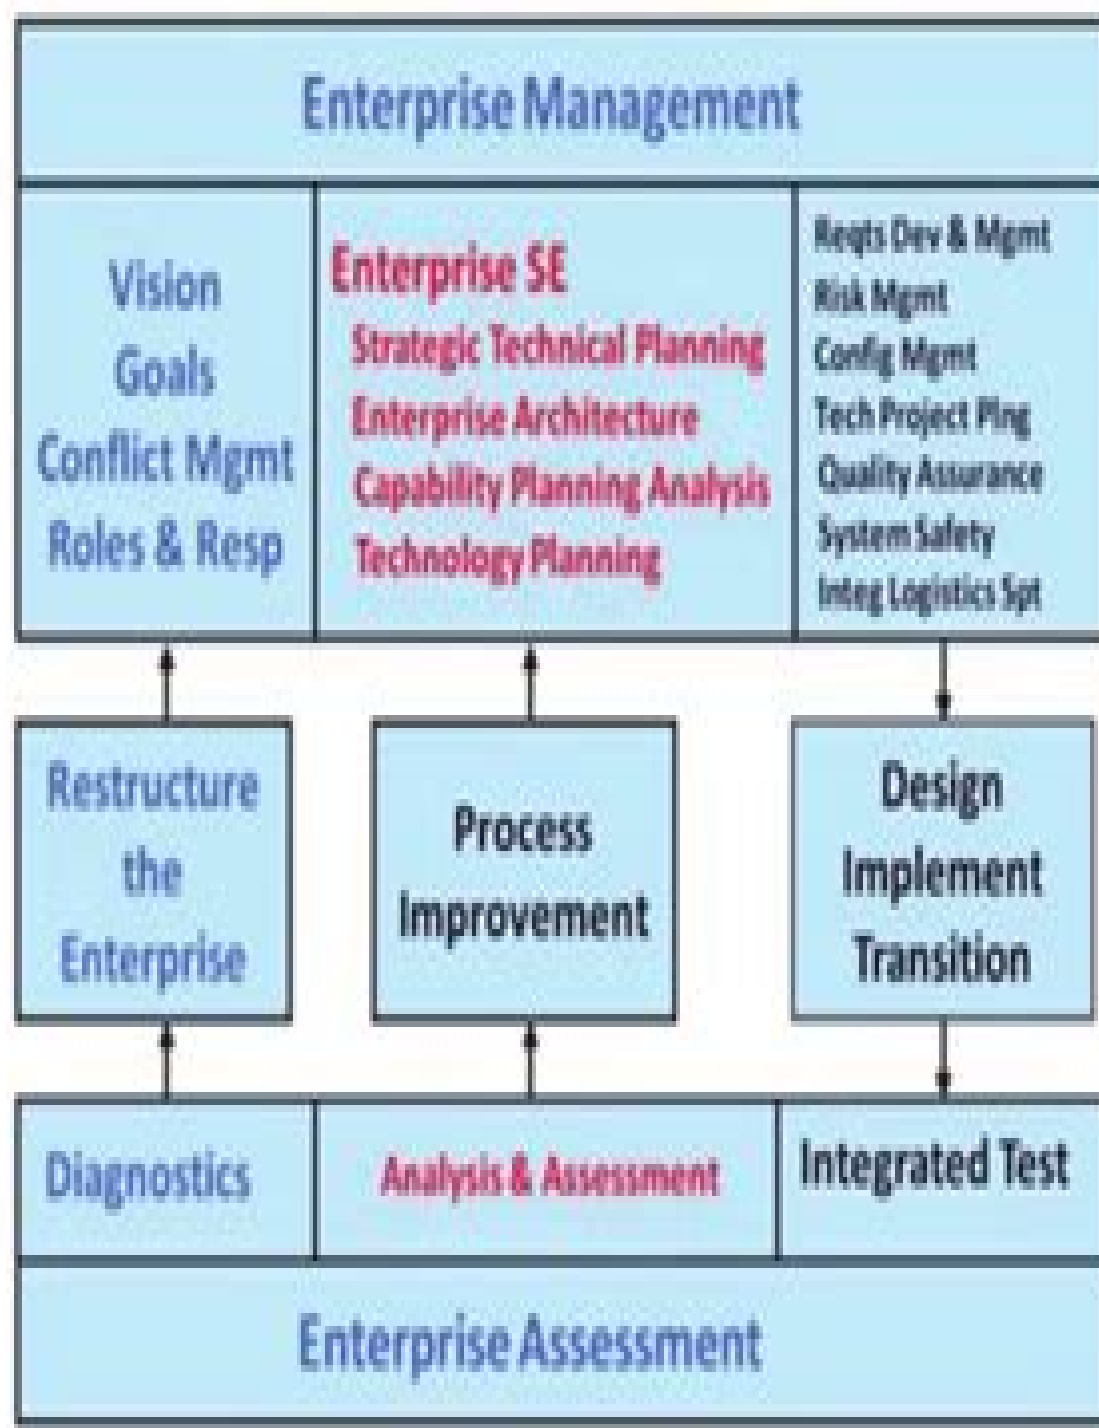 Enterprise Management
Vision
Goals
Conflict Mgmt
Roles & Resp
Enterprise SE
Strategic Technical Planning
Enterprise Architecture
Capability Planning Analysis
Technology Planning
Reqts Dev & Mgmt
Risk Mgmt
Config Mgmt
Tech Project Plng
Quality Assurance
System Safety
Integ Logistics Spt
Restructure
the
Enterprise
Process
Improvement
Design
Implement
Transition
Diagnostics
Analysis & Assessment
Integrated Test
Enterprise Assessment